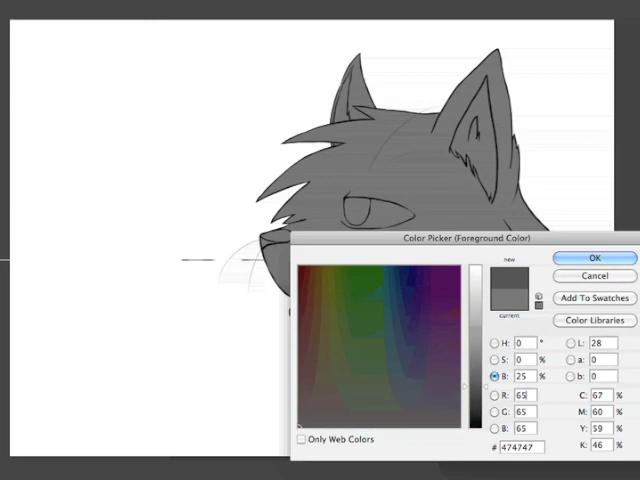 Color Picker (Foreground Color)
new
OK
Cancel
Add To Swatches
Color Libraries
current
H: 0 °
L: 28
S: 0 %
a: 0
B: 25 %
b: 0
R: 65
C: 67 %
G: 65
M: 60 %
B: 65
Y: 59 %
# 474747
K: 46 %
Only Web Colors